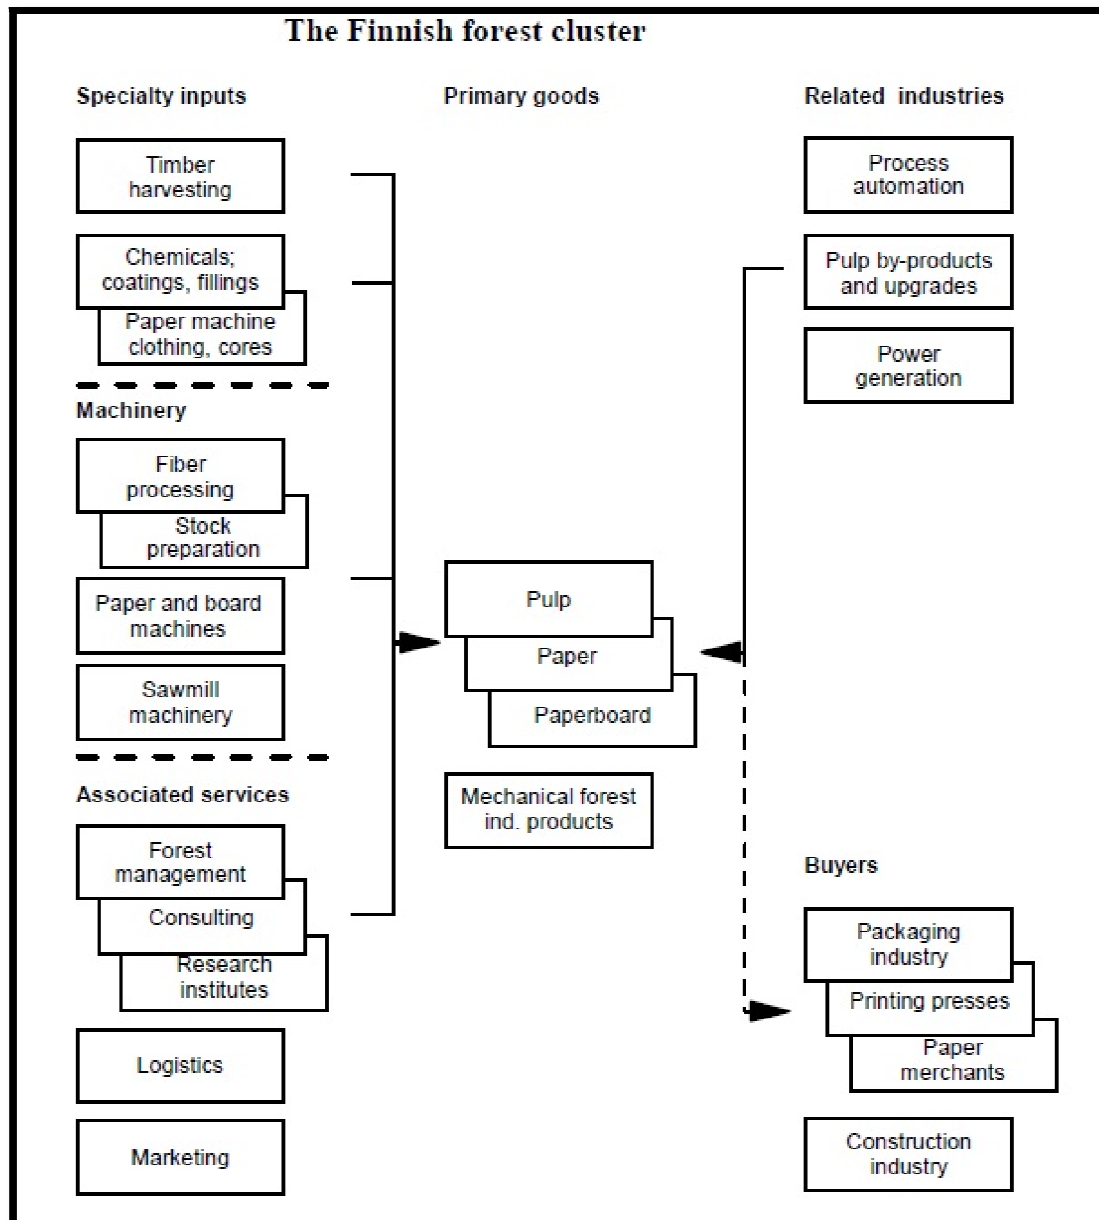 The Finnish forest cluster
Specialty inputs
Timber
harvesting
Chemicals;
coatings, fillings
Paper machine
clothing, cores
Machinery
Fiber
processing
Stock
preparation
Paper and board
machines
Sawmill
machinery
Associated services
Forest
management
Consulting
Research
institutes
Logistics
Marketing
Primary goods
Pulp
Paper
Paperboard
Mechanical forest
ind. products
Related industries
Process
automation
Pulp by-products
and upgrades
Power
generation
Buyers
Packaging
industry
Printing presses
Paper
merchants
Construction
industry